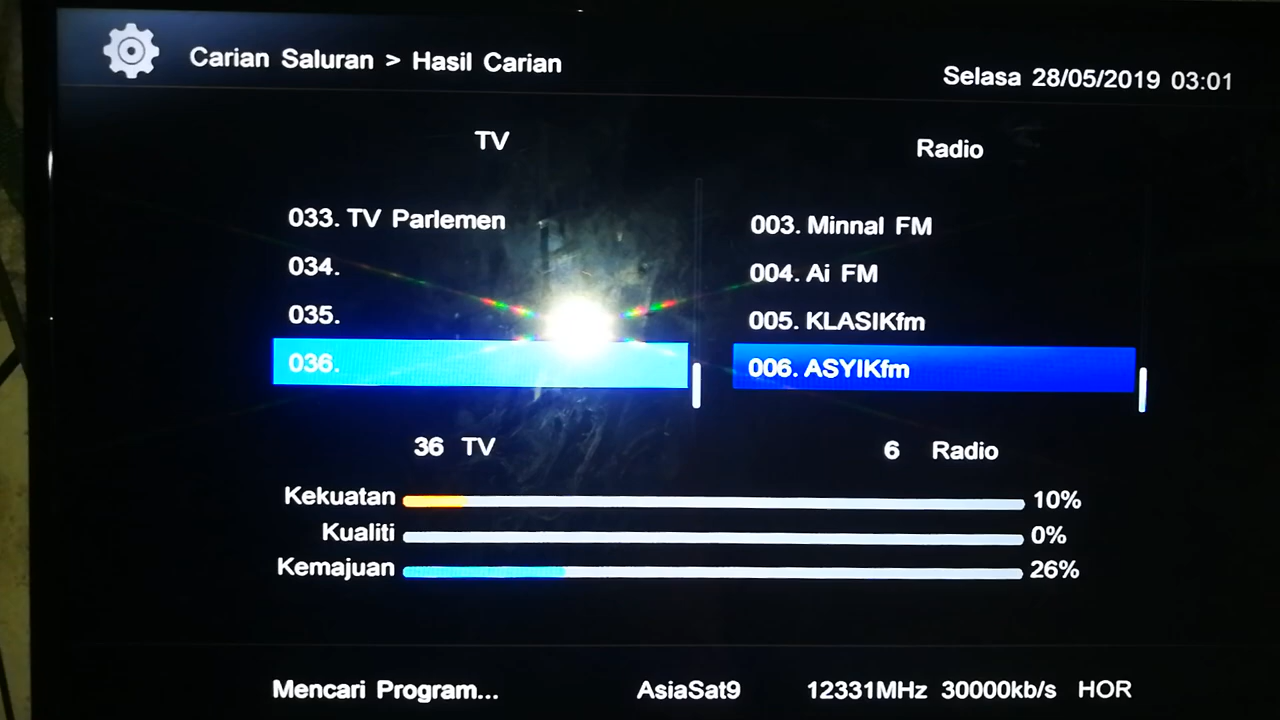 Carian Saluran > Hasil Carian
Selasa 28/05/2019 03:01
TV
Radio
033. TV Parlemen
034.
035.
036.
003. Minnal FM
004. Ai FM
005. KLASIKfm
006. ASYIKfm
36 TV
6 Radio
Kekuatan 10%
Kualiti 0%
Kemajuan 26%
Mencari Program... AsiaSat9 12331MHz 30000kb/s HOR